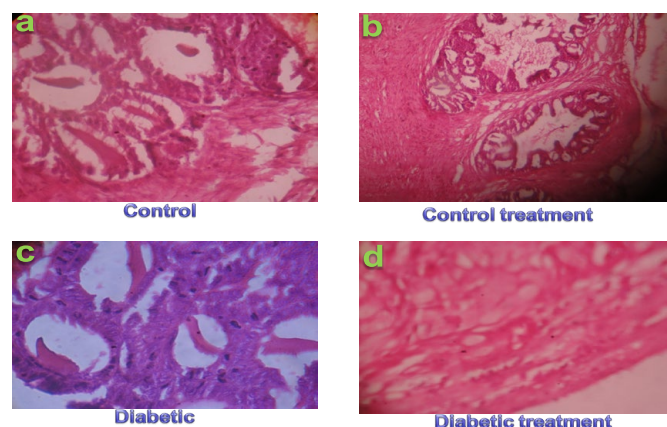 a
b
Control
Control treatment
c
d
Diabetic
Diabetic treatment